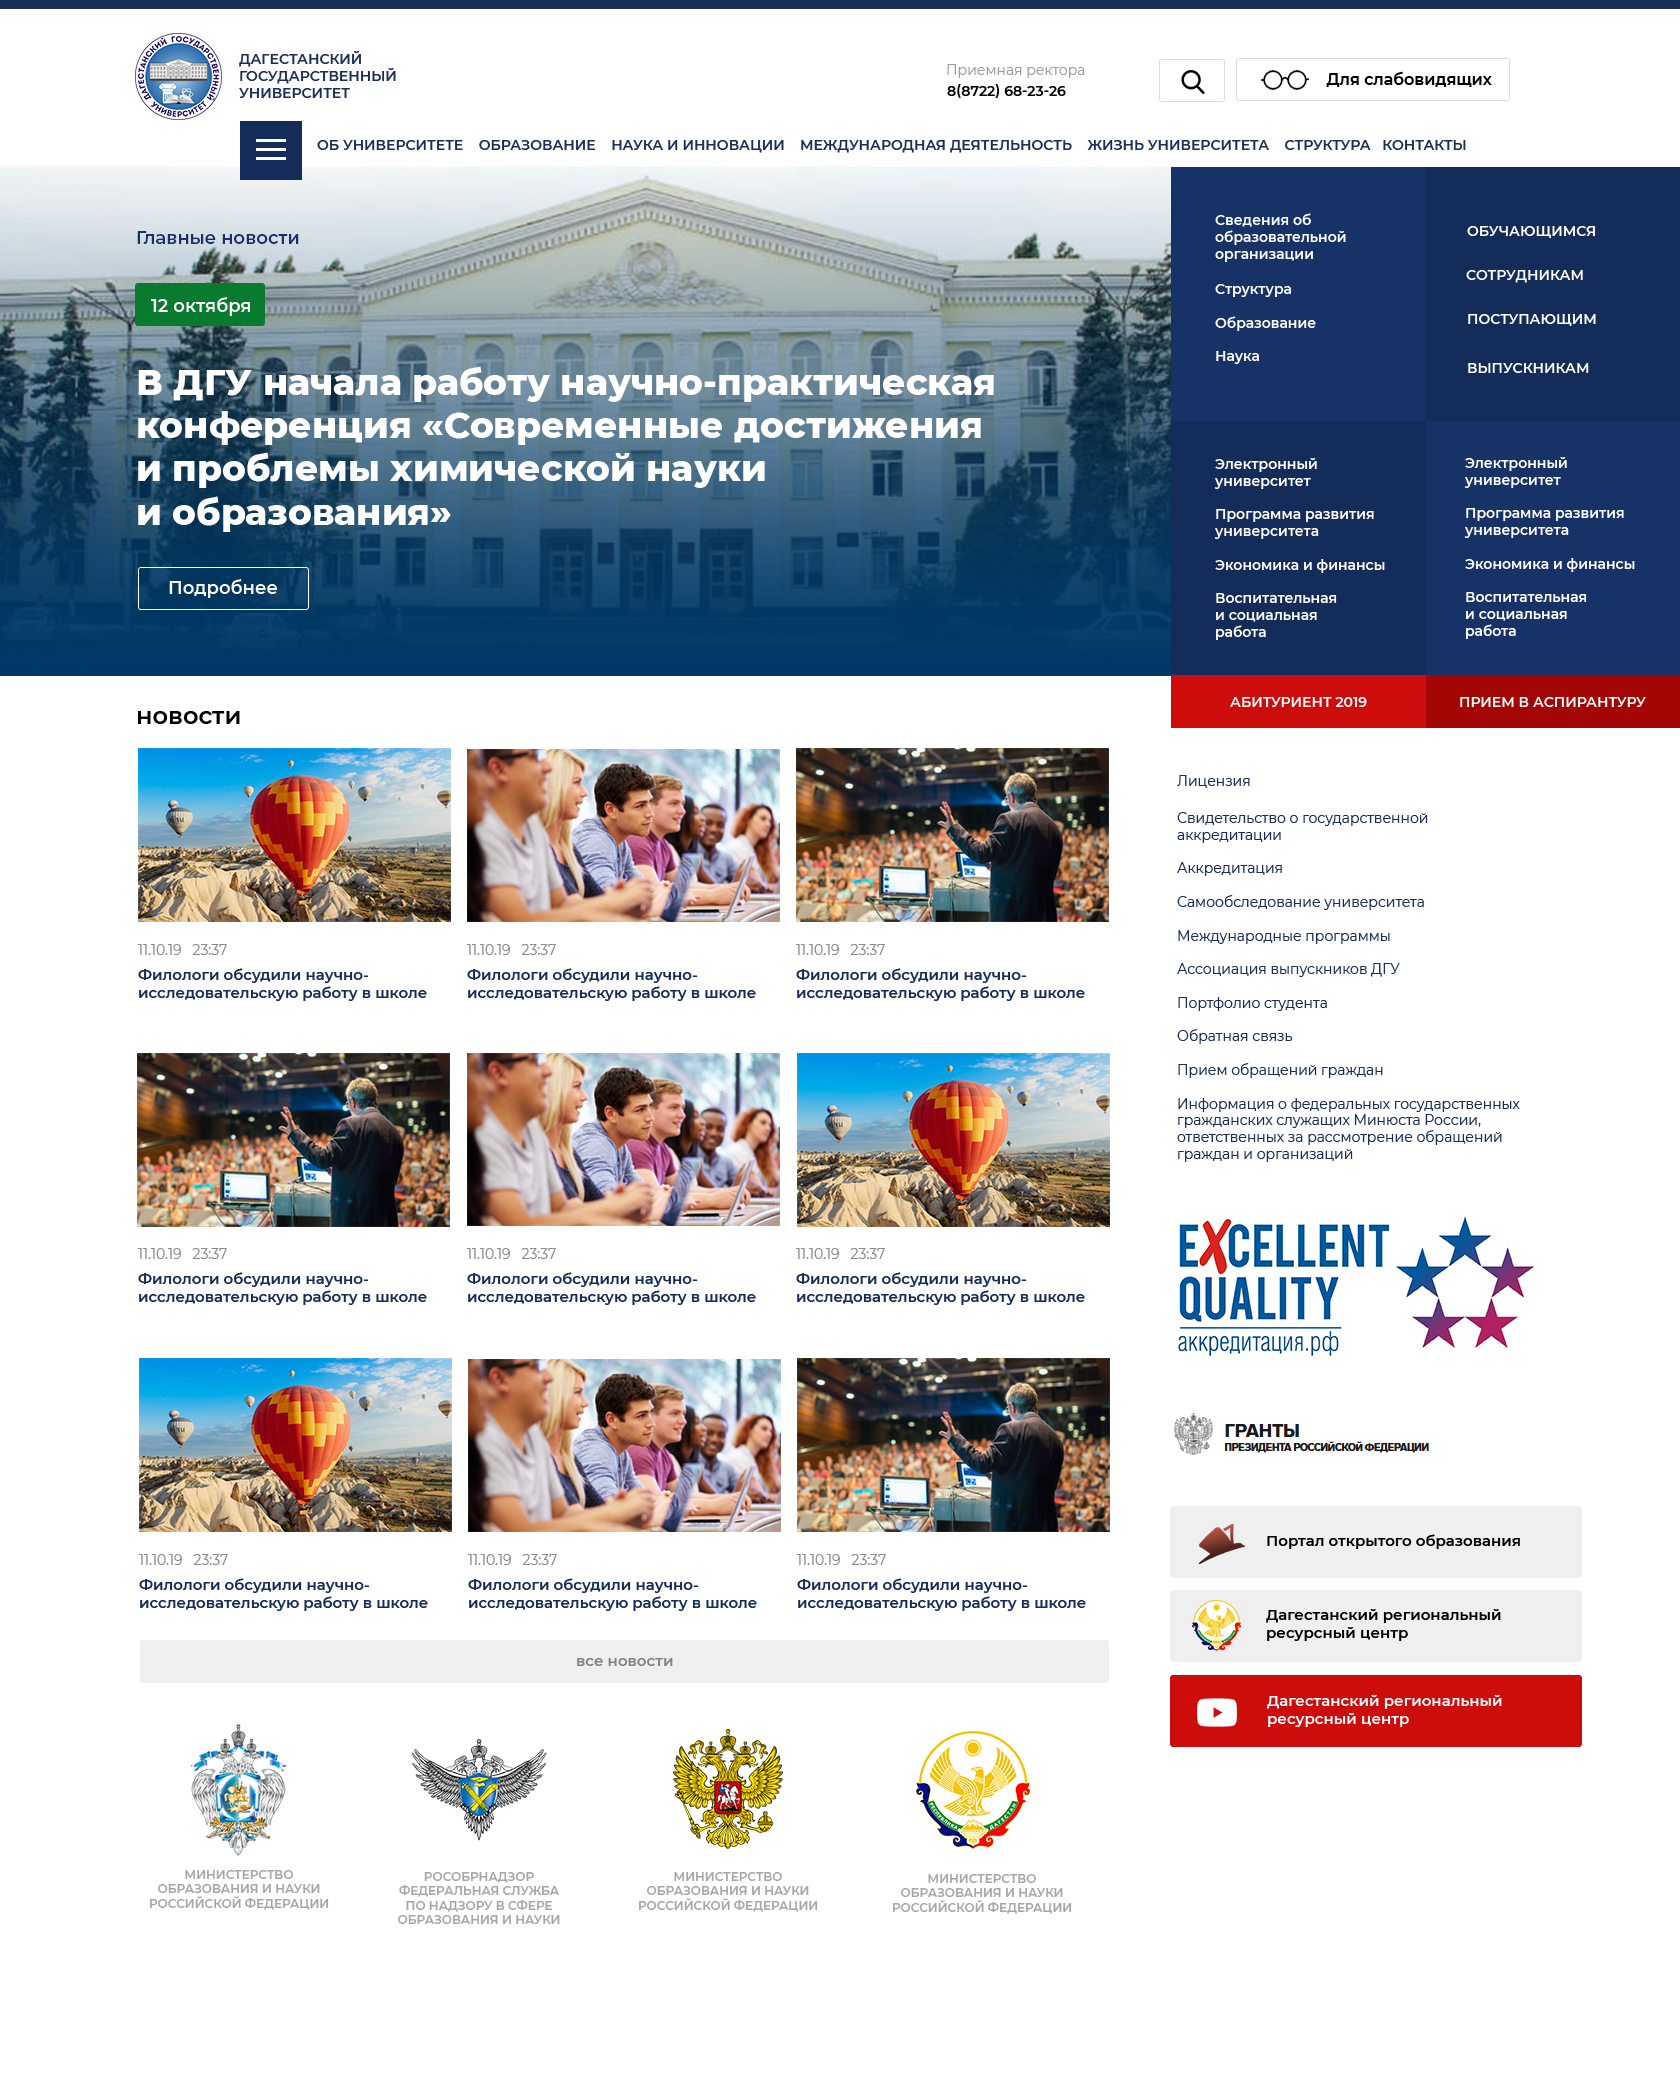 ДАГЕСТАНСКИЙ ГОСУДАРСТВЕННЫЙ УНИВЕРСИТЕТ
ДАГЕСТАНСКИЙ
ГОСУДАРСТВЕННЫЙ
УНИВЕРСИТЕТ
Приемная ректора
8(8722) 68-23-26
Для слабовидящих
ОБ УНИВЕРСИТЕТЕ ОБРАЗОВАНИЕ НАУКА И ИННОВАЦИИ МЕЖДУНАРОДНАЯ ДЕЯТЕЛЬНОСТЬ ЖИЗНЬ УНИВЕРСИТЕТА СТРУКТУРА КОНТАКТЫ
Главные новости
12 октября
В ДГУ начала работу научно-практическая
конференция «Современные достижения
и проблемы химической науки
и образования»
Подробнее
Сведения об
образовательной
организации
Структура
Образование
Наука
ОБУЧАЮЩИМСЯ
СОТРУДНИКАМ
ПОСТУПАЮЩИМ
ВЫПУСКНИКАМ
Электронный
университет
Программа развития
университета
Экономика и финансы
Воспитательная
и социальная
работа
Электронный
университет
Программа развития
университета
Экономика и финансы
Воспитательная
и социальная
работа
АБИТУРИЕНТ 2019
ПРИЕМ В АСПИРАНТУРУ
НОВОСТИ
11.10.19 23:37
Филологи обсудили научно-
исследовательскую работу в школе
11.10.19 23:37
Филологи обсудили научно-
исследовательскую работу в школе
11.10.19 23:37
Филологи обсудили научно-
исследовательскую работу в школе
11.10.19 23:37
Филологи обсудили научно-
исследовательскую работу в школе
11.10.19 23:37
Филологи обсудили научно-
исследовательскую работу в школе
11.10.19 23:37
Филологи обсудили научно-
исследовательскую работу в школе
11.10.19 23:37
Филологи обсудили научно-
исследовательскую работу в школе
11.10.19 23:37
Филологи обсудили научно-
исследовательскую работу в школе
11.10.19 23:37
Филологи обсудили научно-
исследовательскую работу в школе
все новости
Лицензия
Свидетельство о государственной
аккредитации
Аккредитация
Самообследование университета
Международные программы
Ассоциация выпускников ДГУ
Портфолио студента
Обратная связь
Прием обращений граждан
Информация о федеральных государственных
гражданских служащих Минюста России,
ответственных за рассмотрение обращений
граждан и организаций
EXCELLENT
QUALITY
аккредитация.рф
ГРАНТЫ
ПРЕЗИДЕНТА РОССИЙСКОЙ ФЕДЕРАЦИИ
Портал открытого образования
Дагестанский региональный
ресурсный центр
Дагестанский региональный
ресурсный центр
МИНИСТЕРСТВО
ОБРАЗОВАНИЯ И НАУКИ
РОССИЙСКОЙ ФЕДЕРАЦИИ
РОСОБРНАДЗОР
ФЕДЕРАЛЬНАЯ СЛУЖБА
ПО НАДЗОРУ В СФЕРЕ
ОБРАЗОВАНИЯ И НАУКИ
МИНИСТЕРСТВО
ОБРАЗОВАНИЯ И НАУКИ
РОССИЙСКОЙ ФЕДЕРАЦИИ
РЕСПУБЛИКА ДАГЕСТАН
МИНИСТЕРСТВО
ОБРАЗОВАНИЯ И НАУКИ
РОССИЙСКОЙ ФЕДЕРАЦИИ